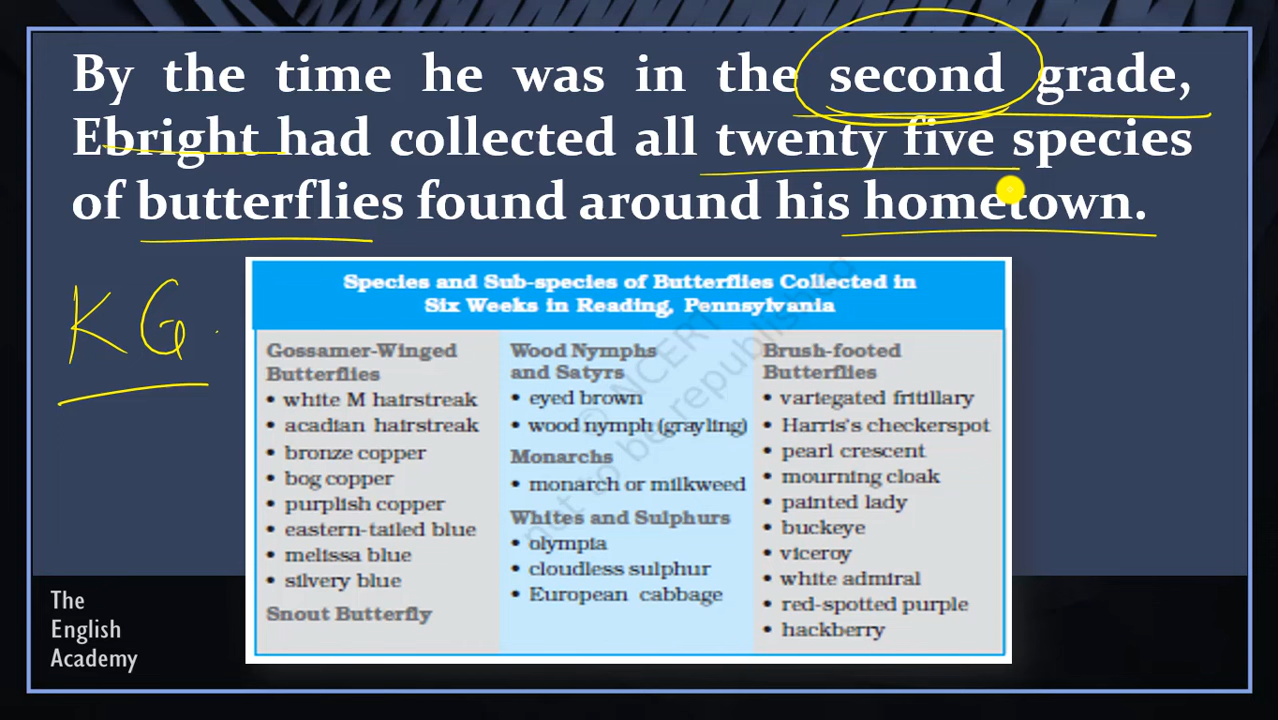 By the time he was in the second grade,
Ebright had collected all twenty five species
of butterflies found around his hometown.
KG
Species and Sub-species of Butterflies Collected in
Six Weeks in Reading, Pennsylvania
Gossamer-Winged
Butterflies
• white M hairstreak
• acadian hairstreak
• bronze copper
• bog copper
• purplish copper
• eastern-tailed blue
• melissa blue
• silvery blue
Snout Butterfly
Wood Nymphs
and Satyrs
• eyed brown
• wood nymph (grayling)
Monarchs
• monarch or milkweed
Whites and Sulphurs
• olympia
• cloudless sulphur
• European cabbage
Brush-footed
Butterflies
• variegated fritillary
• Harris's checkerspot
• pearl crescent
• mourning cloak
• painted lady
• buckeye
• viceroy
• white admiral
• red-spotted purple
• hackberry
© NCERT
not to be republished
The
English
Academy